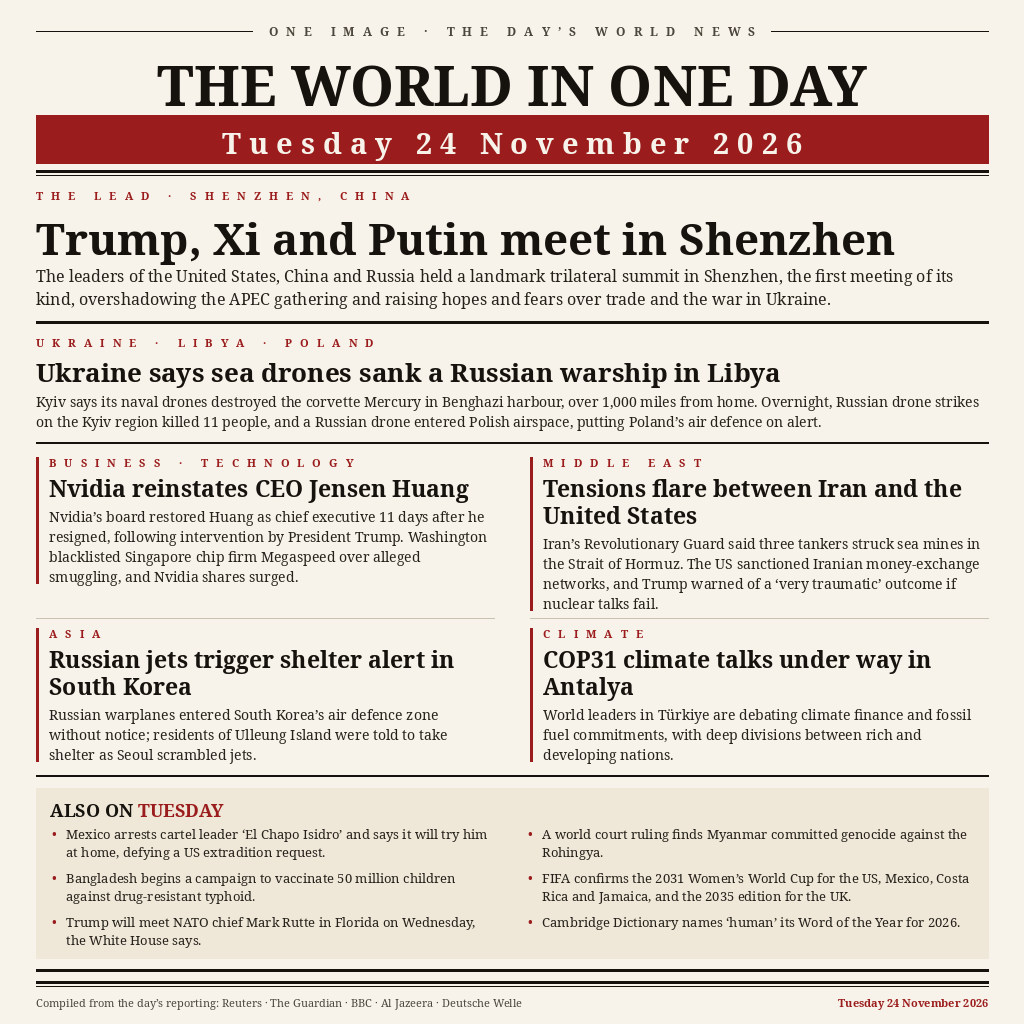 ONE IMAGE · THE DAY’S WORLD NEWS
THE WORLD IN ONE DAY
Tuesday 24 November 2026
THE LEAD · SHENZHEN, CHINA
Trump, Xi and Putin meet in Shenzhen
The leaders of the United States, China and Russia held a landmark trilateral summit in Shenzhen, the first meeting of its
kind, overshadowing the APEC gathering and raising hopes and fears over trade and the war in Ukraine.
UKRAINE · LIBYA · POLAND
Ukraine says sea drones sank a Russian warship in Libya
Kyiv says its naval drones destroyed the corvette Mercury in Benghazi harbour, over 1,000 miles from home. Overnight, Russian drone strikes
on the Kyiv region killed 11 people, and a Russian drone entered Polish airspace, putting Poland’s air defence on alert.
BUSINESS · TECHNOLOGY
Nvidia reinstates CEO Jensen Huang
Nvidia’s board restored Huang as chief executive 11 days after he
resigned, following intervention by President Trump. Washington
blacklisted Singapore chip firm Megaspeed over alleged
smuggling, and Nvidia shares surged.
MIDDLE EAST
Tensions flare between Iran and the
United States
Iran’s Revolutionary Guard said three tankers struck sea mines in
the Strait of Hormuz. The US sanctioned Iranian money-exchange
networks, and Trump warned of a ‘very traumatic’ outcome if
nuclear talks fail.
ASIA
Russian jets trigger shelter alert in
South Korea
Russian warplanes entered South Korea’s air defence zone
without notice; residents of Ulleung Island were told to take
shelter as Seoul scrambled jets.
CLIMATE
COP31 climate talks under way in
Antalya
World leaders in Türkiye are debating climate finance and fossil
fuel commitments, with deep divisions between rich and
developing nations.
ALSO ON TUESDAY
• Mexico arrests cartel leader ‘El Chapo Isidro’ and says it will try him
at home, defying a US extradition request.
• Bangladesh begins a campaign to vaccinate 50 million children
against drug-resistant typhoid.
• Trump will meet NATO chief Mark Rutte in Florida on Wednesday,
the White House says.
• A world court ruling finds Myanmar committed genocide against the
Rohingya.
• FIFA confirms the 2031 Women’s World Cup for the US, Mexico, Costa
Rica and Jamaica, and the 2035 edition for the UK.
• Cambridge Dictionary names ‘human’ its Word of the Year for 2026.
Compiled from the day’s reporting: Reuters · The Guardian · BBC · Al Jazeera · Deutsche Welle
Tuesday 24 November 2026